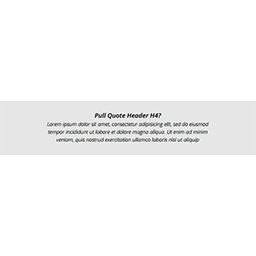 Pull Quote Header H4?
Lorem ipsum dolor sit amet, consectetur adipisicing elit, sed do eiusmod
tempor incididunt ut labore et dolore magna aliqua. Ut enim ad minim
veniam, quis nostrud exercitation ullamco laboris nisi ut aliquip